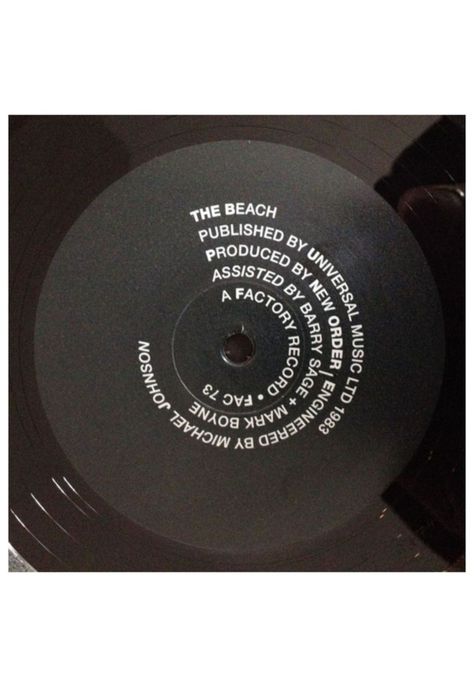 THE BEACH
PUBLISHED BY UNIVERSAL MUSIC LTD 1983
PRODUCED BY NEW ORDER | ENGINEERED BY MICHAEL JOHNSON
ASSISTED BY BARRY SAGE + MARK BOYNE
A FACTORY RECORD • FAC 73